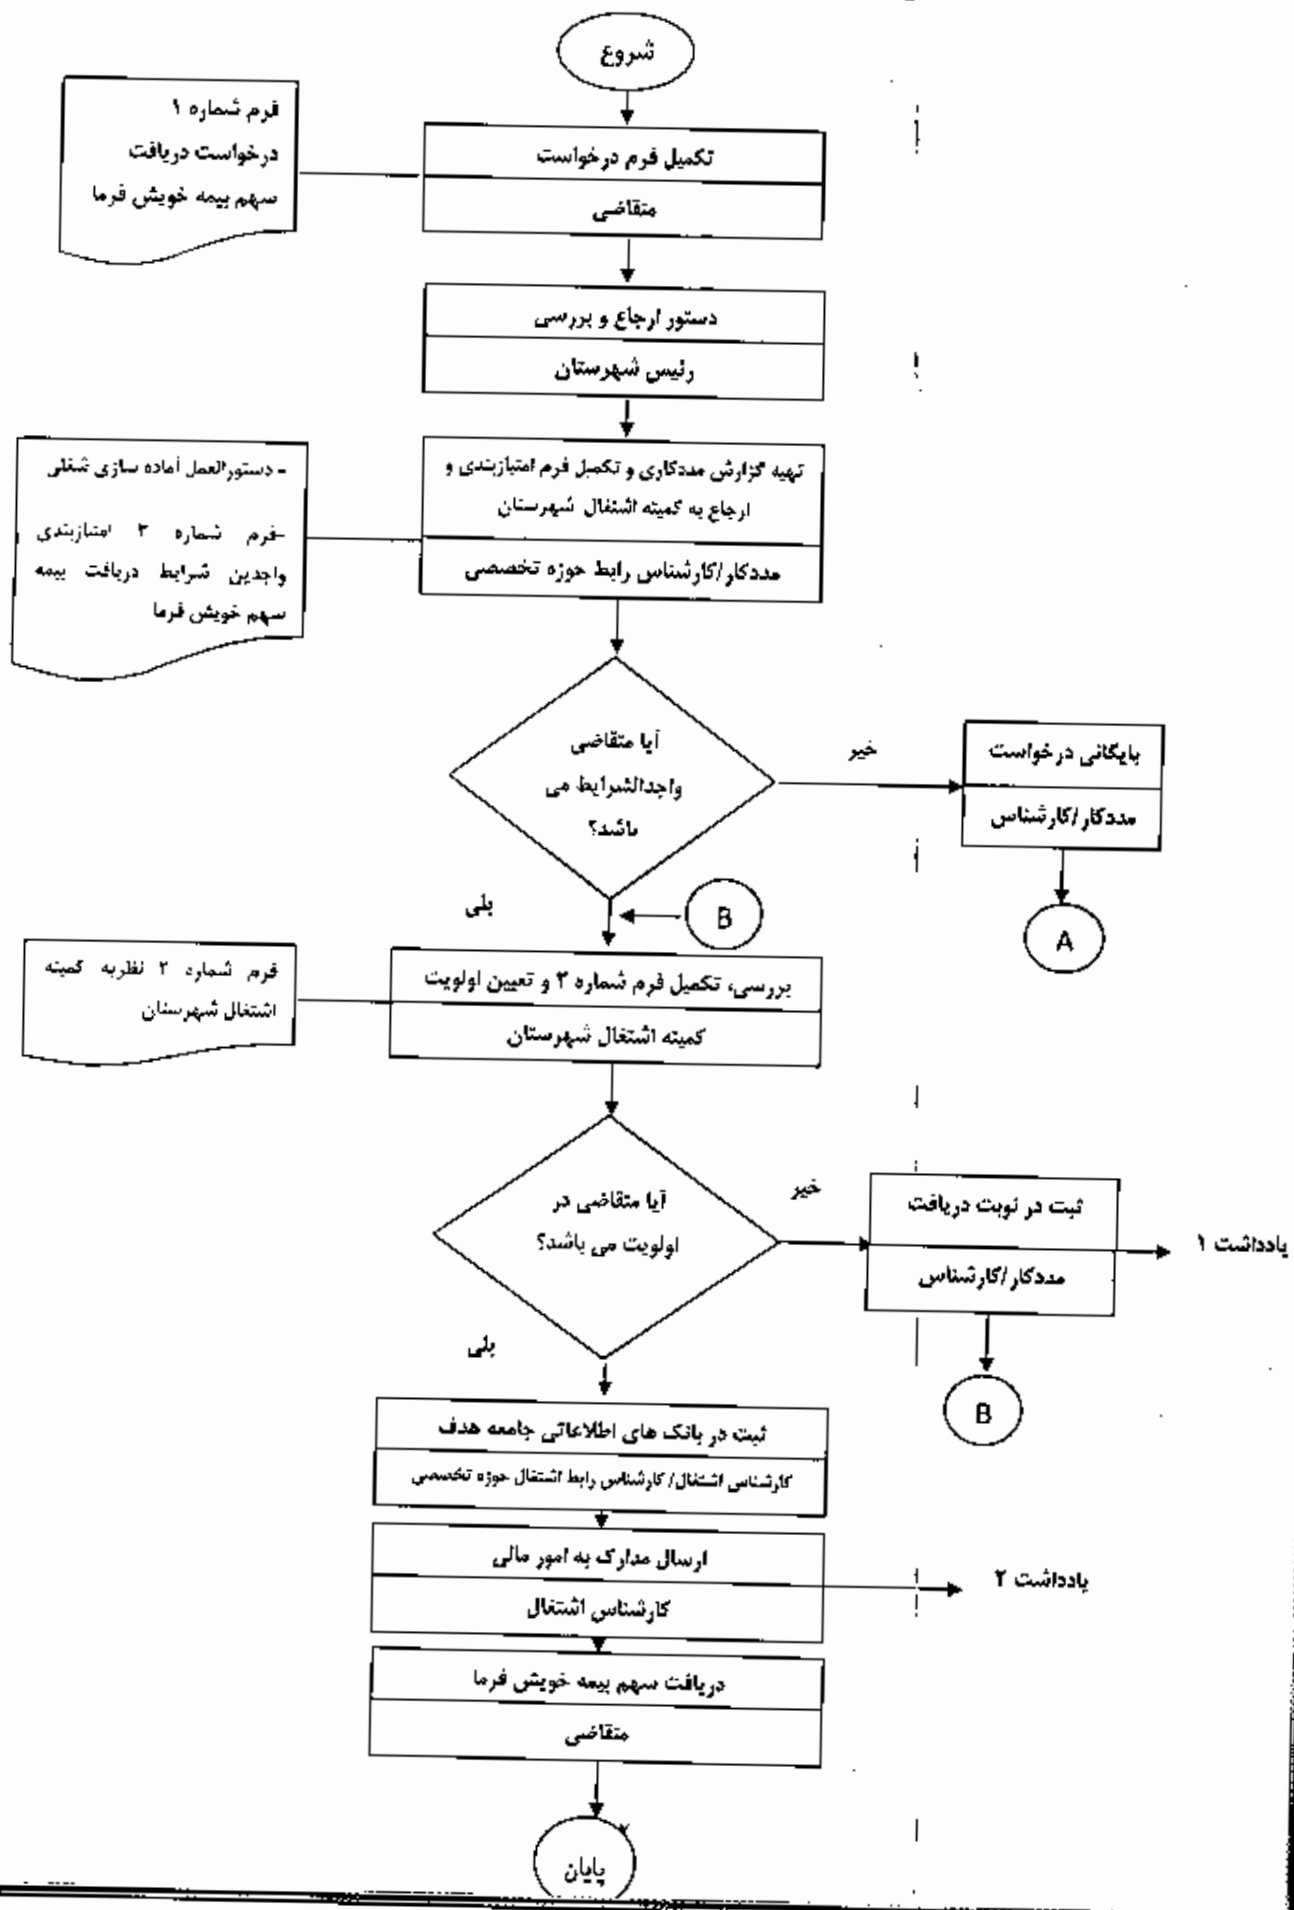 شروع
فرم شماره ۱
درخواست دریافت
سهم بیمه خویش فرما
تکمیل فرم درخواست
متقاضی
دستور ارجاع و بررسی
رئیس شهرستان
- دستورالعمل آماده سازی شغلی
-فرم شماره ۲ امتیازبندی
واجدین شرایط دریافت بیمه
سهم خویش فرما
تهیه گزارش مددکاری و تکمیل فرم امتیازبندی و
ارجاع به کمیته اشتغال شهرستان
مددکار/کارشناس رابط حوزه تخصصی
آیا متقاضی
واجدالشرایط می
باشد؟
خیر
بایگانی درخواست
مددکار/کارشناس
A
بلی
B
فرم شماره ۳ نظریه کمیته
اشتغال شهرستان
بررسی، تکمیل فرم شماره ۳ و تعیین اولویت
کمیته اشتغال شهرستان
آیا متقاضی در
اولویت می باشد؟
خیر
ثبت در نوبت دریافت
مددکار/کارشناس
یادداشت ۱
B
بلی
ثبت در بانک های اطلاعاتی جامعه هدف
کارشناس اشتغال/کارشناس رابط اشتغال حوزه تخصصی
ارسال مدارک به امور مالی
کارشناس اشتغال
یادداشت ۲
دریافت سهم بیمه خویش فرما
متقاضی
پایان